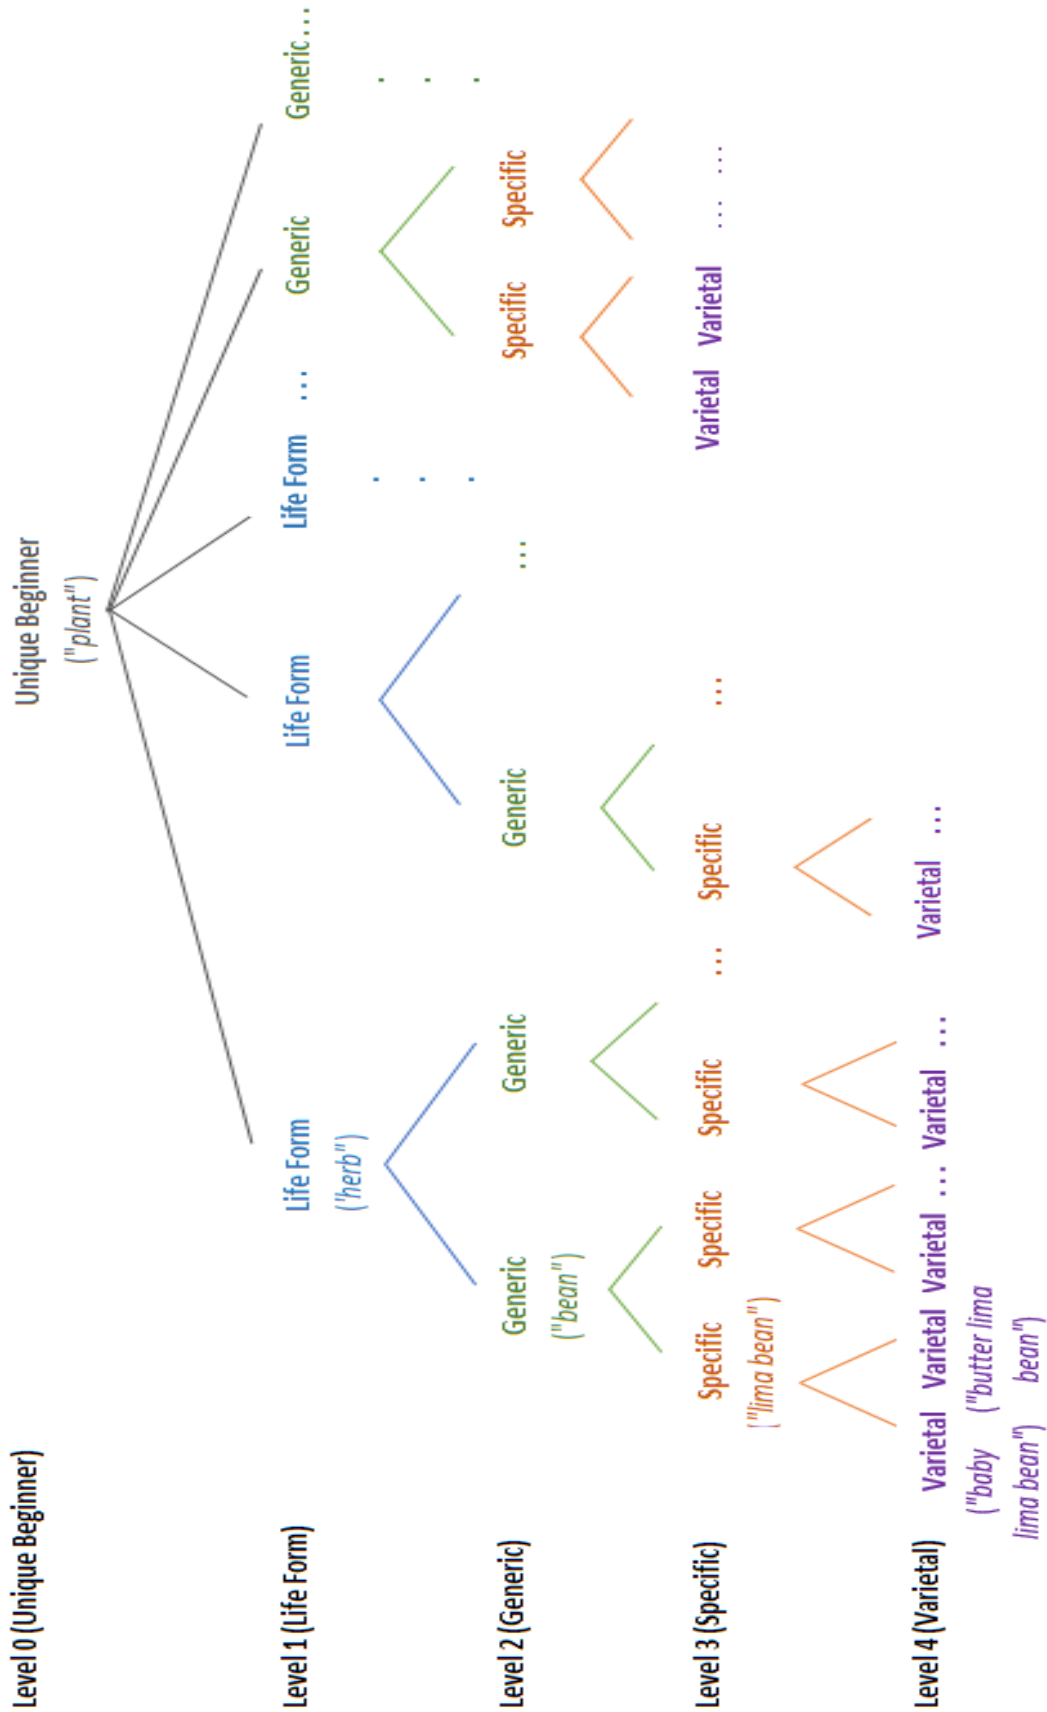 Level 0 (Unique Beginner)
Unique Beginner
("plant")
Level 1 (Life Form)
Life Form
("herb")
Life Form
Life Form
...
Generic
Generic...
Level 2 (Generic)
Generic
("bean")
Generic
Generic
...
Specific
Specific
Level 3 (Specific)
Specific
("lima bean")
Specific
Specific
...
Specific
...
Varietal
Varietal
... ...
Level 4 (Varietal)
Varietal
("baby
lima bean")
Varietal
("butter lima
bean")
Varietal ...
Varietal ...
Varietal ...